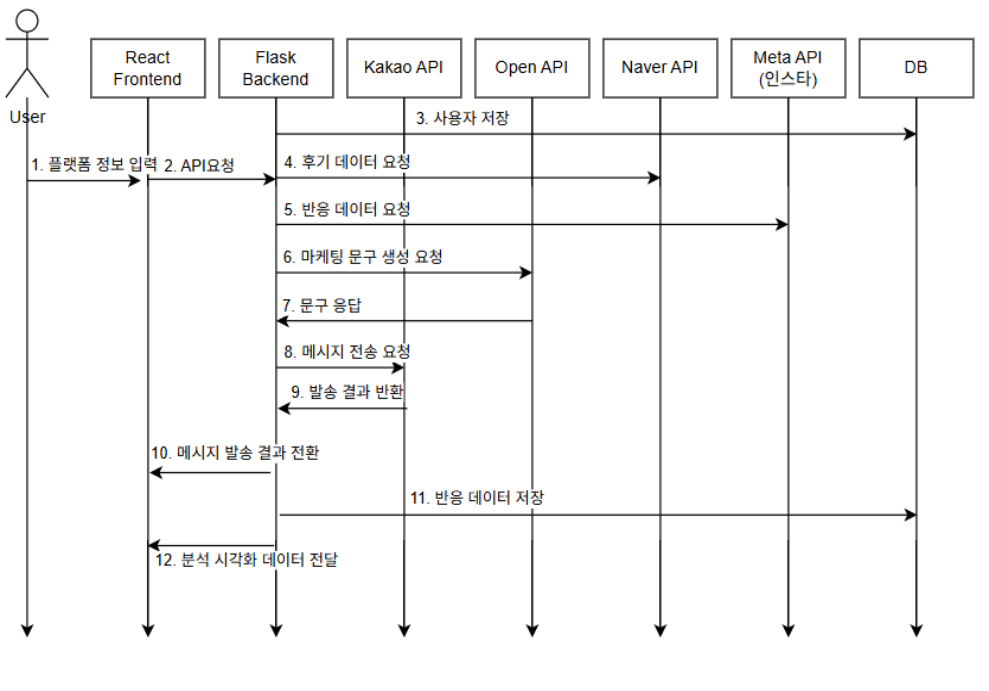 User
React
Frontend
Flask
Backend
Kakao API
Open API
Naver API
Meta API
(인스타)
DB
3. 사용자 저장
1. 플랫폼 정보 입력
2. API요청
4. 후기 데이터 요청
5. 반응 데이터 요청
6. 마케팅 문구 생성 요청
7. 문구 응답
8. 메시지 전송 요청
9. 발송 결과 반환
10. 메시지 발송 결과 전환
11. 반응 데이터 저장
12. 분석 시각화 데이터 전달